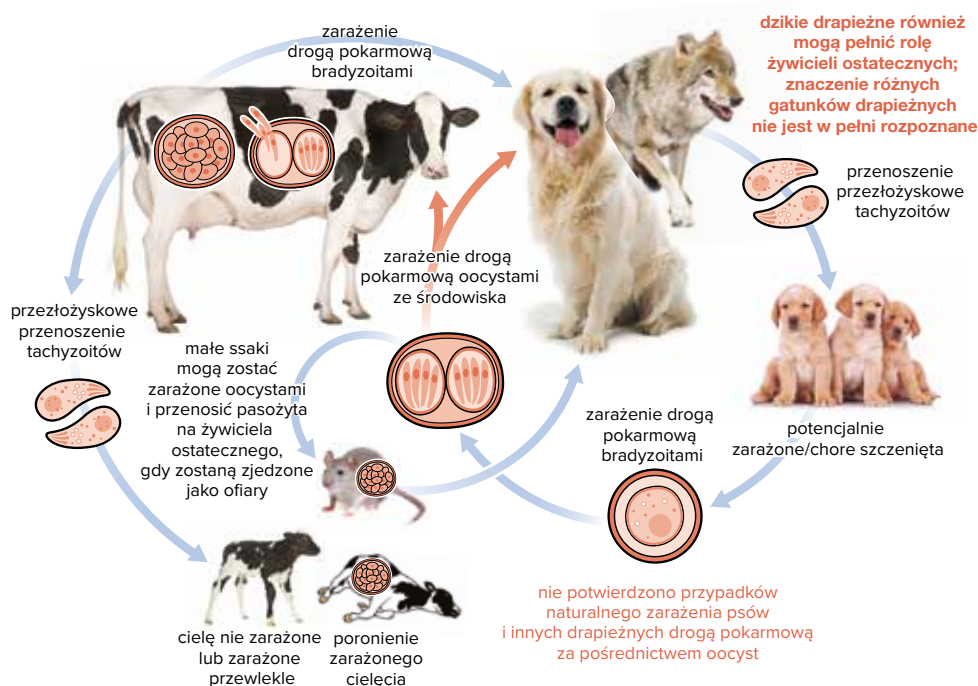 zarażenie
drogą pokarmową
bradyzoitami
dzikie drapieżne również
mogą pełnić rolę
żywicieli ostatecznych;
znaczenie różnych
gatunków drapieżnych
nie jest w pełni rozpoznane
przenoszenie
przezłożyskowe
tachyzoitów
zarażenie drogą
pokarmową oocystami
ze środowiska
przezłożyskowe
przenoszenie
tachyzoitów
małe ssaki
mogą zostać
zarażone oocystami
i przenosić pasożyta
na żywiciela
ostatecznego,
gdy zostaną zjedzone
jako ofiary
zarażenie drogą
pokarmową
bradyzoitami
potencjalnie
zarażone/chore szczenięta
cielę nie zarażone
lub zarażone
przewlekle
poronienie
zarażonego
cielęcia
nie potwierdzono przypadków
naturalnego zarażenia psów
i innych drapieżnych drogą pokarmową
za pośrednictwem oocyst